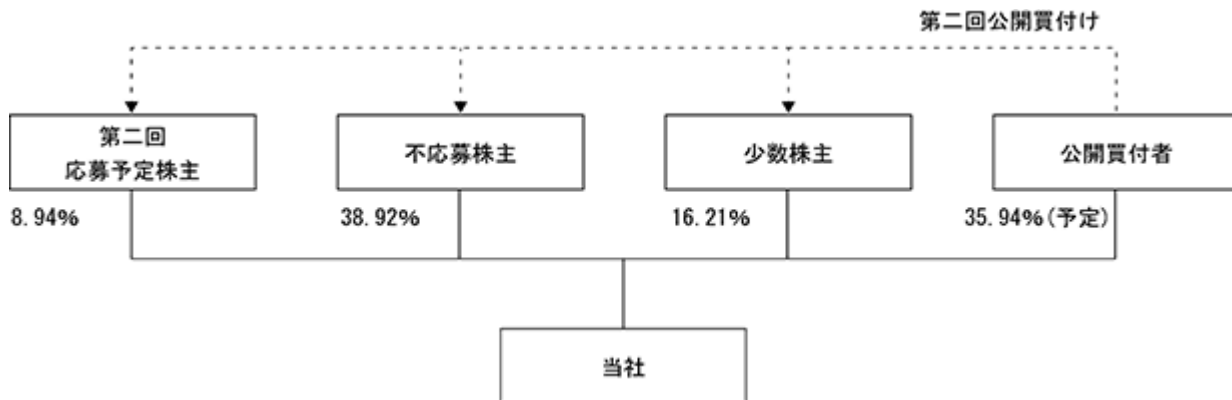 第二回公開買付け
第二回
応募予定株主
不応募株主
少数株主
公開買付者
8.94%
38.92%
16.21%
35.94%(予定)
当社